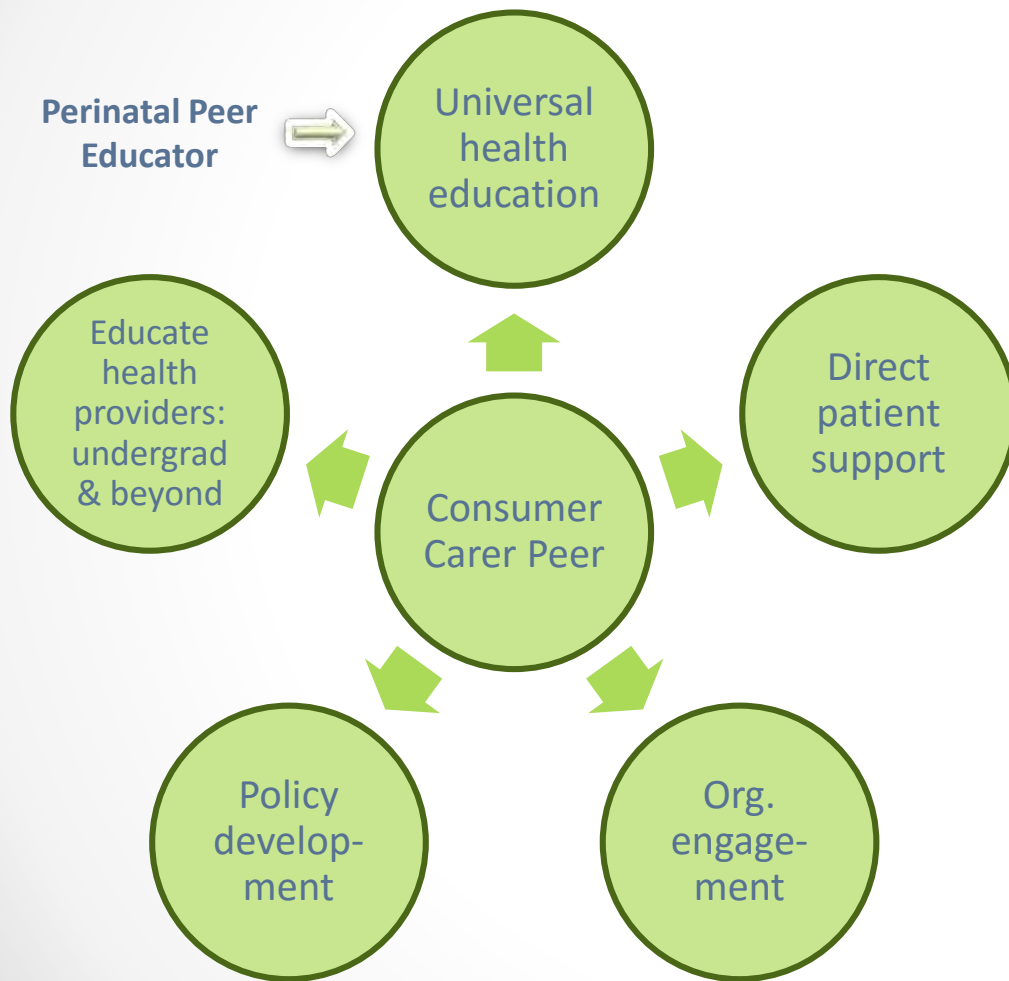 Perinatal Peer
Educator
Universal
health
education
Educate
health
providers:
undergrad
& beyond
Direct
patient
support
Consumer
Carer Peer
Policy
develop-
ment
Org.
engage-
ment